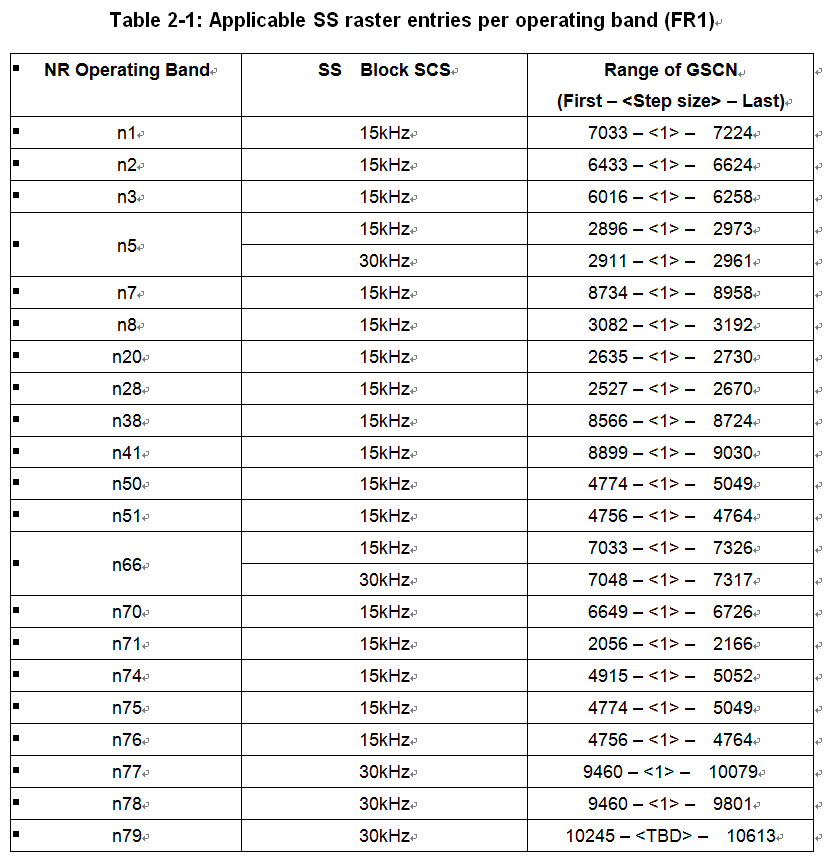 Table 2-1: Applicable SS raster entries per operating band (FR1)
NR Operating Band SS Block SCS Range of GSCN
(First – <Step size> – Last)
n1 15kHz 7033 – <1> – 7224
n2 15kHz 6433 – <1> – 6624
n3 15kHz 6016 – <1> – 6258
n5 15kHz 2896 – <1> – 2973
30kHz 2911 – <1> – 2961
n7 15kHz 8734 – <1> – 8958
n8 15kHz 3082 – <1> – 3192
n20 15kHz 2635 – <1> – 2730
n28 15kHz 2527 – <1> – 2670
n38 15kHz 8566 – <1> – 8724
n41 15kHz 8899 – <1> – 9030
n50 15kHz 4774 – <1> – 5049
n51 15kHz 4756 – <1> – 4764
n66 15kHz 7033 – <1> – 7326
30kHz 7048 – <1> – 7317
n70 15kHz 6649 – <1> – 6726
n71 15kHz 2056 – <1> – 2166
n74 15kHz 4915 – <1> – 5052
n75 15kHz 4774 – <1> – 5049
n76 15kHz 4756 – <1> – 4764
n77 30kHz 9460 – <1> – 10079
n78 30kHz 9460 – <1> – 9801
n79 30kHz 10245 – <TBD> – 10613